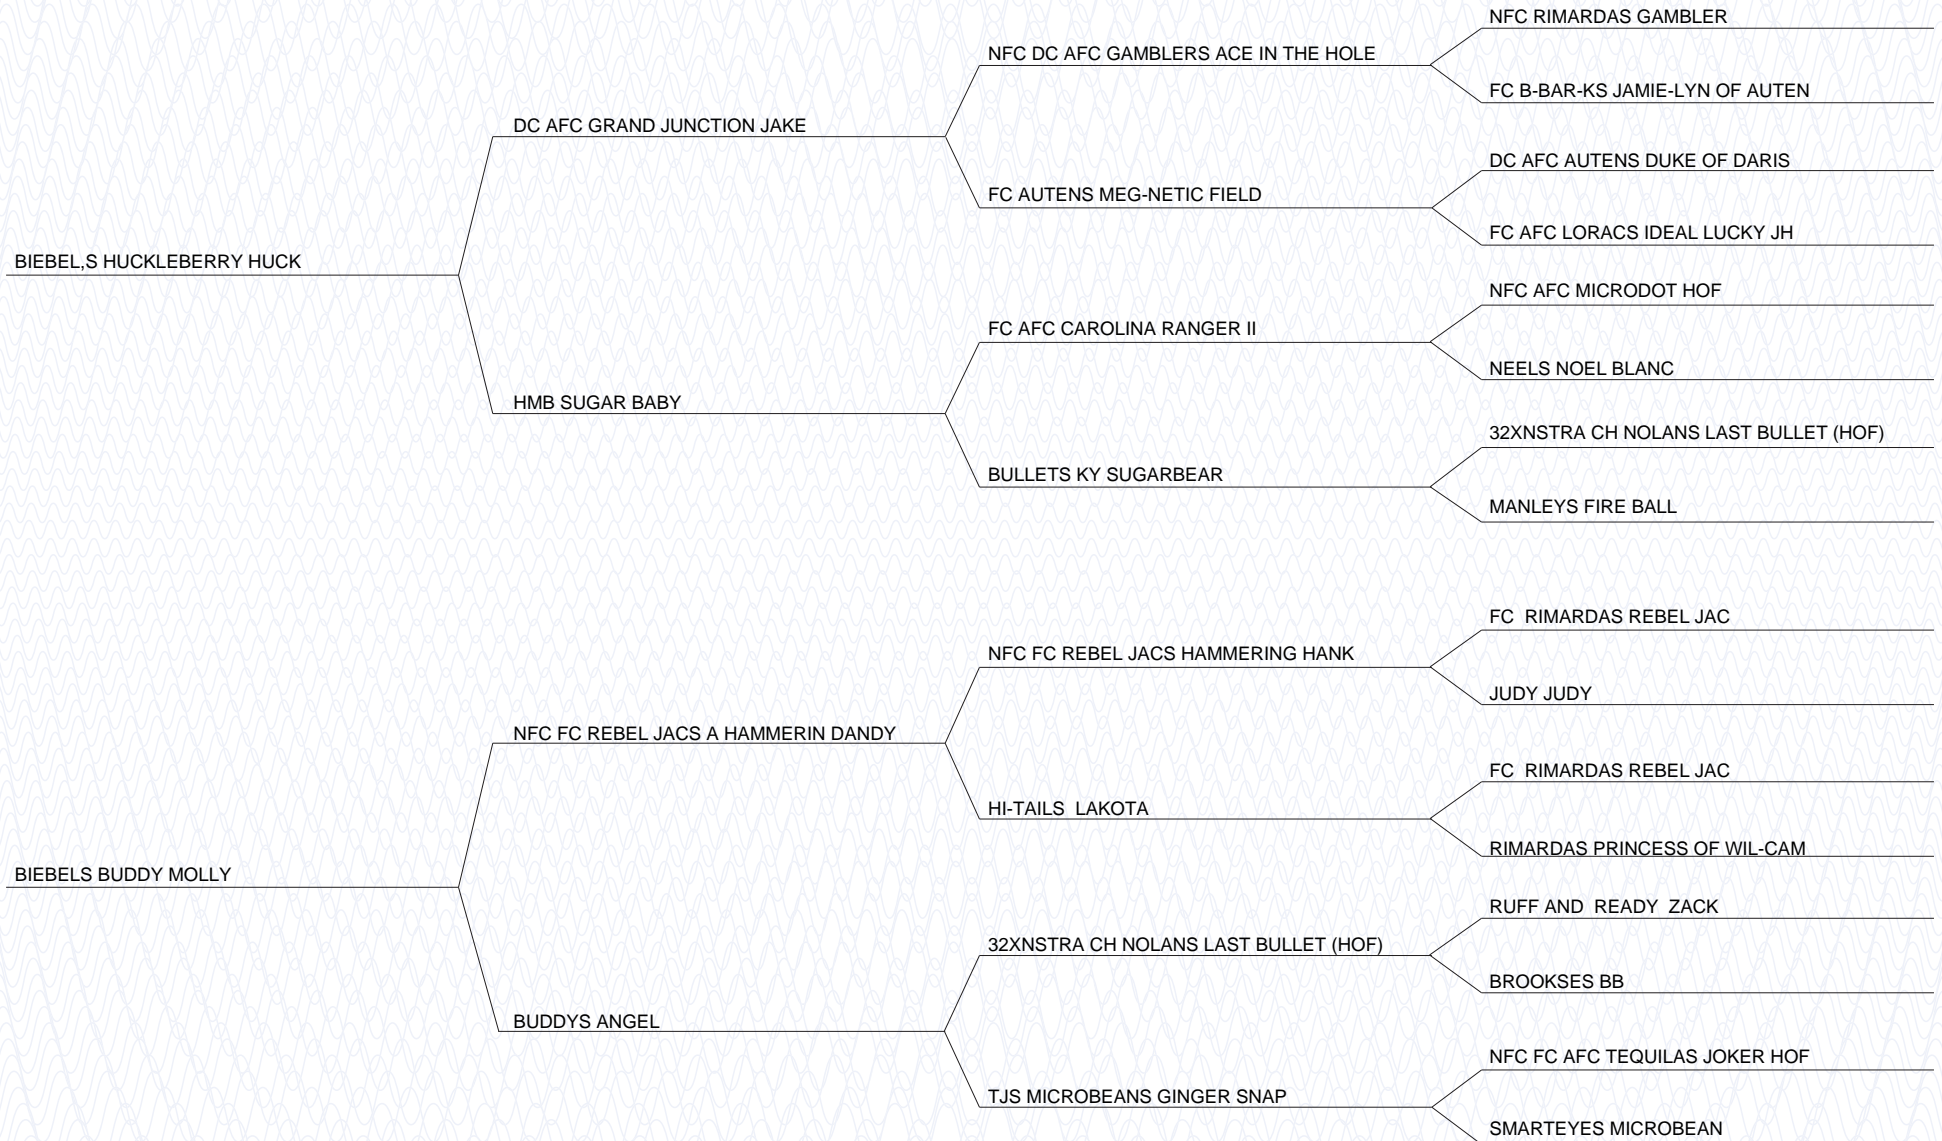 NFC RIMARDAS GAMBLER
NFC DC AFC GAMBLERS ACE IN THE HOLE
FC B-BAR-KS JAMIE-LYN OF AUTEN
DC AFC GRAND JUNCTION JAKE
DC AFC AUTENS DUKE OF DARIS
FC AUTENS MEG-NETIC FIELD
FC AFC LORACS IDEAL LUCKY JH
BIEBEL,S HUCKLEBERRY HUCK
NFC AFC MICRODOT HOF
FC AFC CAROLINA RANGER II
NEELS NOEL BLANC
HMB SUGAR BABY
32XNSTRA CH NOLANS LAST BULLET (HOF)
BULLETS KY SUGARBEAR
MANLEYS FIRE BALL
FC  RIMARDAS REBEL JAC
NFC FC REBEL JACS HAMMERING HANK
JUDY JUDY
NFC FC REBEL JACS A HAMMERIN DANDY
FC  RIMARDAS REBEL JAC
HI-TAILS  LAKOTA
RIMARDAS PRINCESS OF WIL-CAM
BIEBELS BUDDY MOLLY
RUFF AND  READY  ZACK
32XNSTRA CH NOLANS LAST BULLET (HOF)
BROOKSES BB
BUDDYS ANGEL
NFC FC AFC TEQUILAS JOKER HOF
TJS MICROBEANS GINGER SNAP
SMARTEYES MICROBEAN